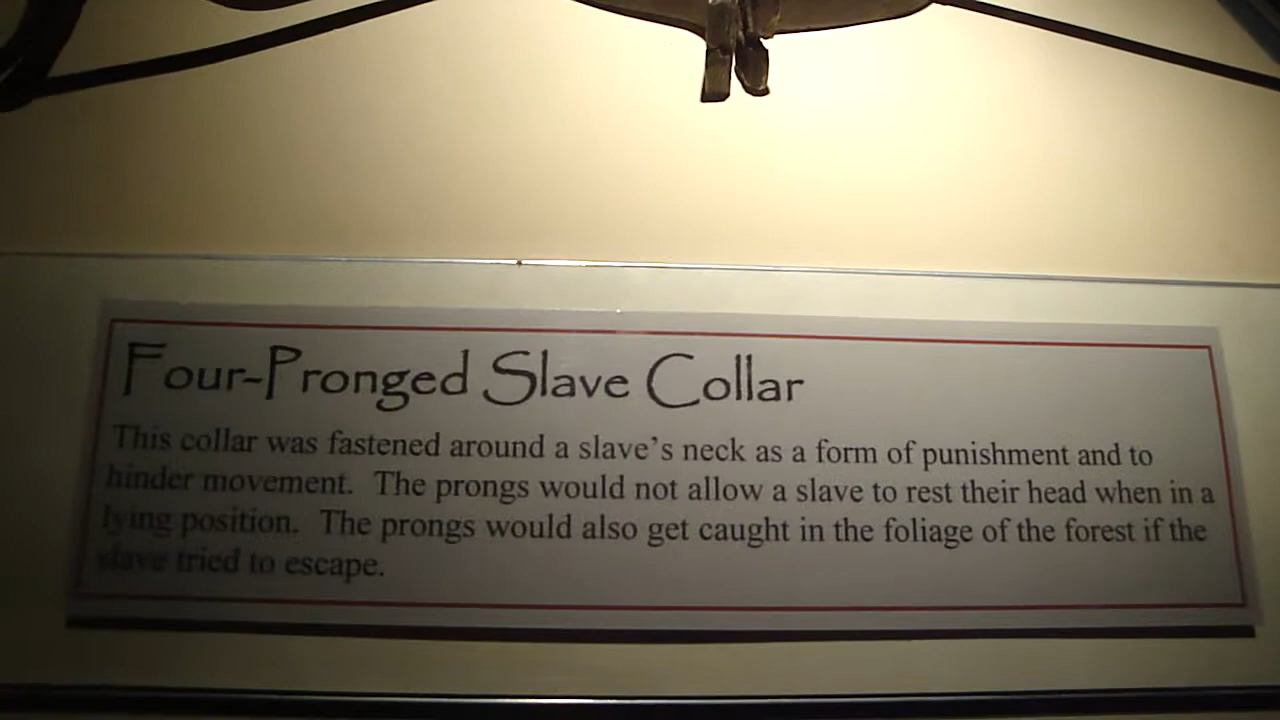 Four-Pronged Slave Collar
This collar was fastened around a slave's neck as a form of punishment and to
hinder movement. The prongs would not allow a slave to rest their head when in a
lying position. The prongs would also get caught in the foliage of the forest if the
slave tried to escape.